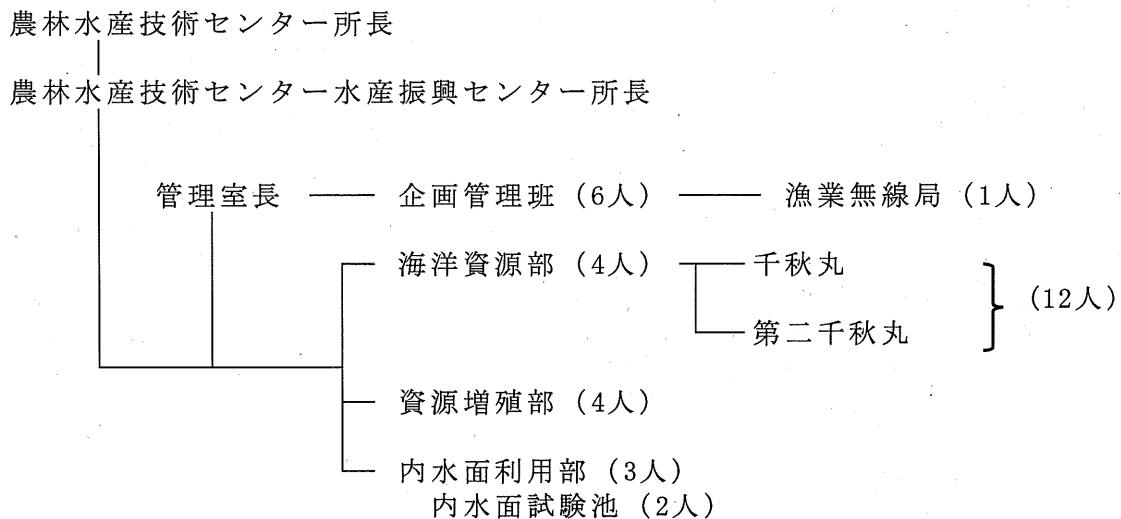 農林水産技術センター所長
農林水産技術センター水産振興センター所長
管理室長 企画管理班(6人) 漁業無線局(1人)
海洋資源部(4人) 千秋丸
(12人)
第二千秋丸
資源増殖部(4人)
内水面利用部(3人)
内水面試験池(2人)